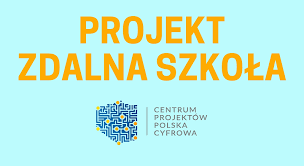 PROJEKT
ZDALNA SZKOŁA
CENTRUM
PROJEKTÓW
POLSKA
CYFROWA